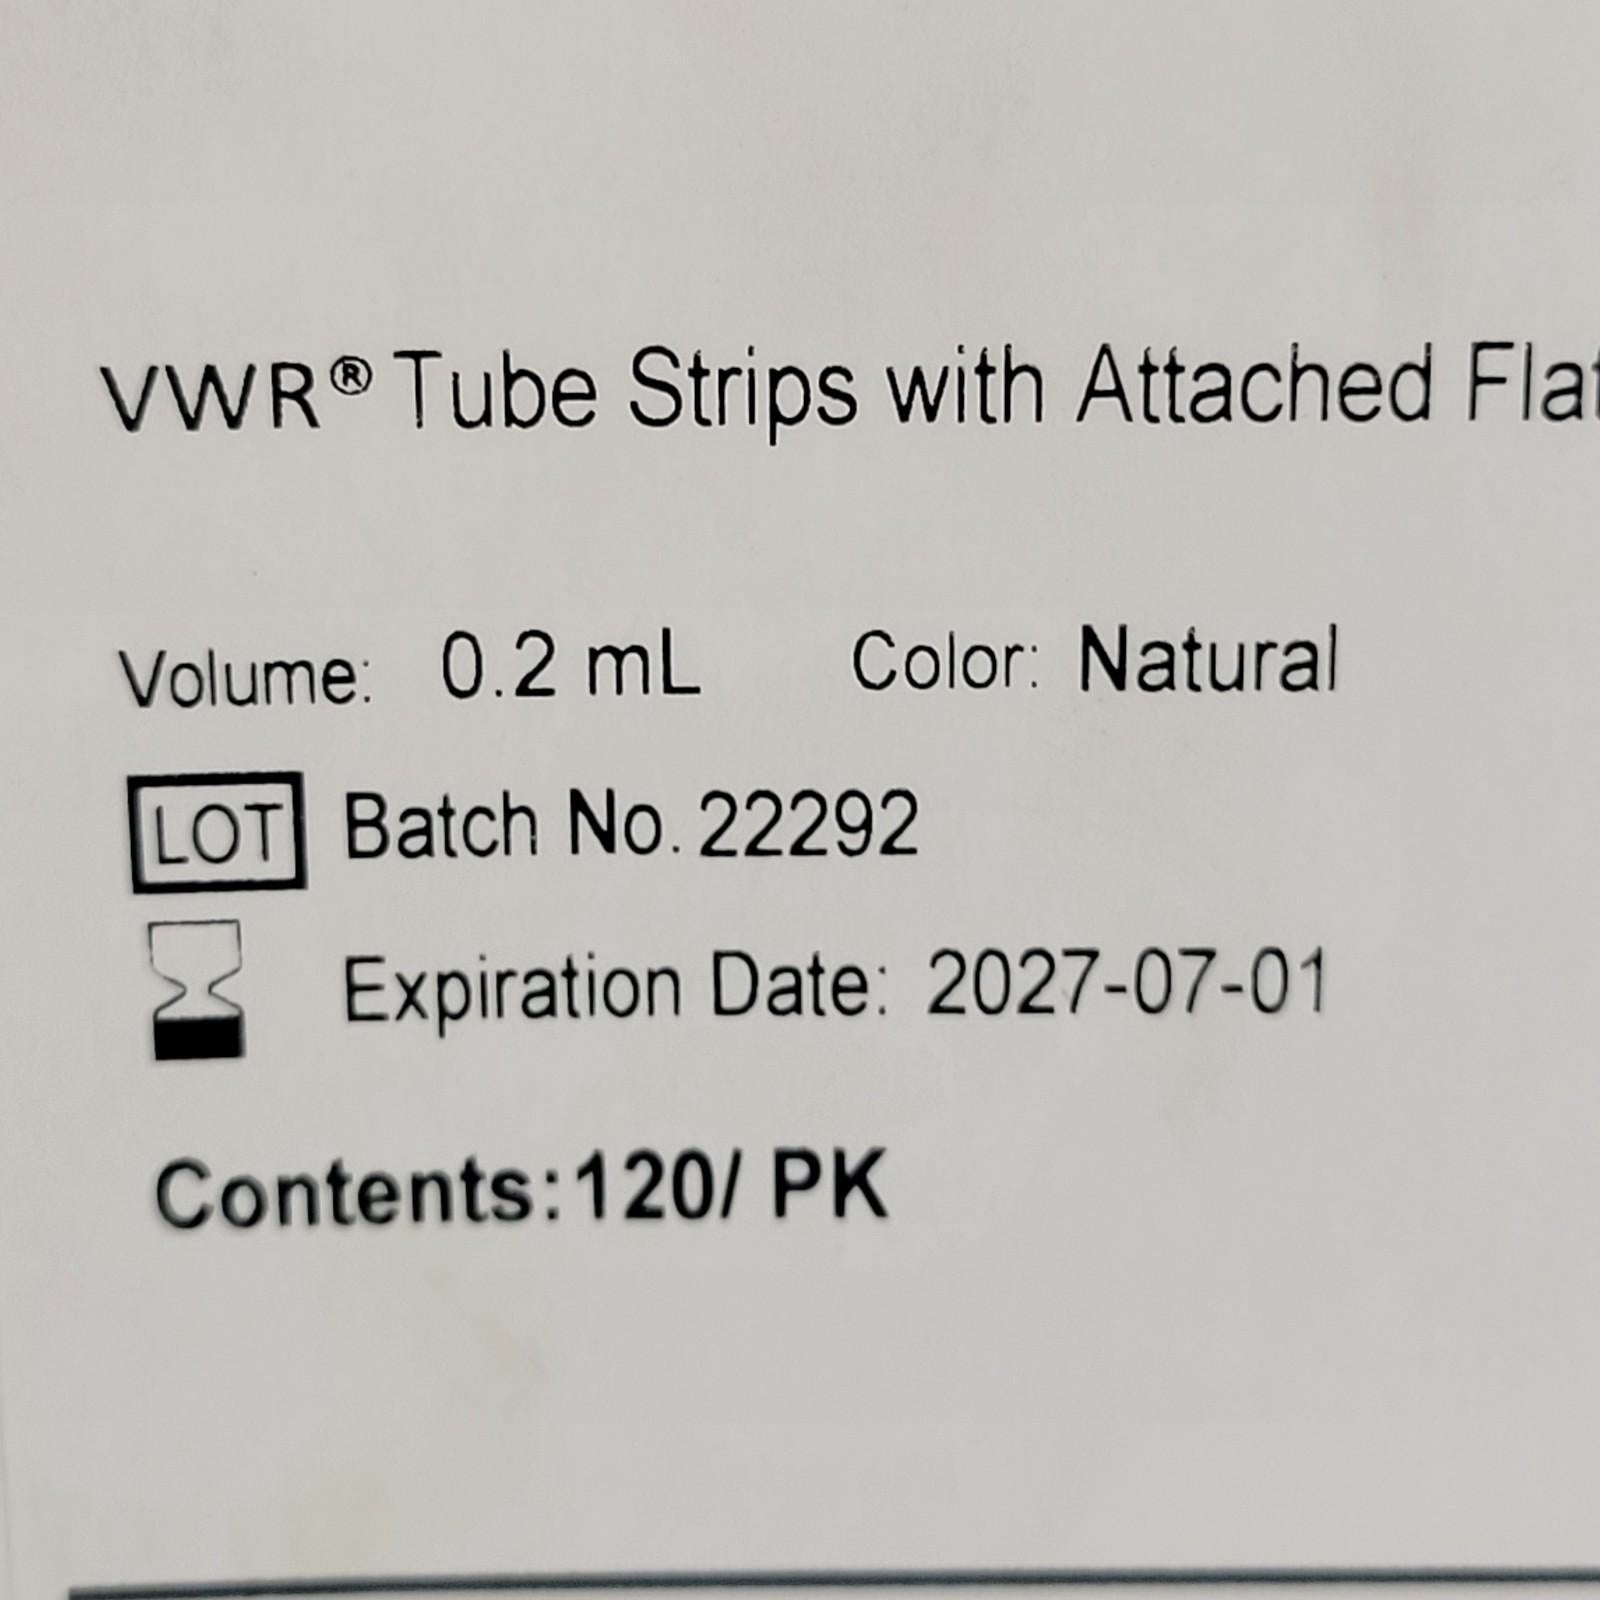 VWR® Tube Strips with Attached Flat
Volume: 0.2 mL Color: Natural
LOT Batch No. 22292
Expiration Date: 2027-07-01
Contents:120/ PK